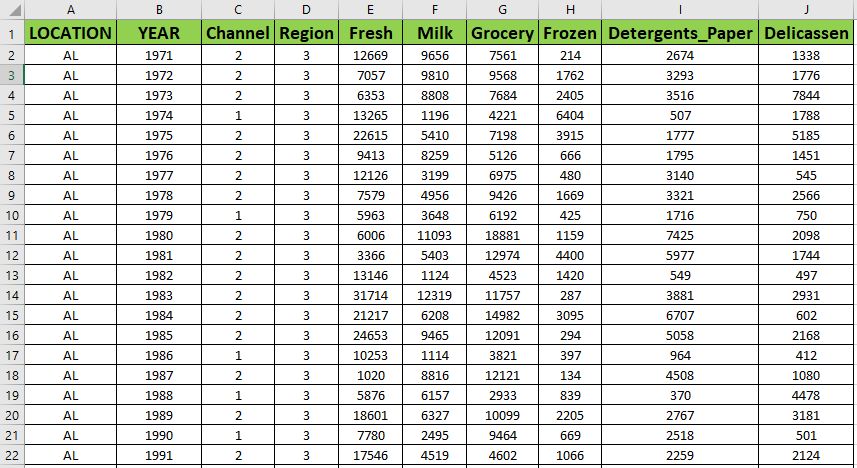 A B C D E F G H I J
1 LOCATION YEAR Channel Region Fresh Milk Grocery Frozen Detergents_Paper Delicassen
2 AL 1971 2 3 12669 9656 7561 214 2674 1338
3 AL 1972 2 3 7057 9810 9568 1762 3293 1776
4 AL 1973 2 3 6353 8808 7684 2405 3516 7844
5 AL 1974 1 3 13265 1196 4221 6404 507 1788
6 AL 1975 2 3 22615 5410 7198 3915 1777 5185
7 AL 1976 2 3 9413 8259 5126 666 1795 1451
8 AL 1977 2 3 12126 3199 6975 480 3140 545
9 AL 1978 2 3 7579 4956 9426 1669 3321 2566
10 AL 1979 1 3 5963 3648 6192 425 1716 750
11 AL 1980 2 3 6006 11093 18881 1159 7425 2098
12 AL 1981 2 3 3366 5403 12974 4400 5977 1744
13 AL 1982 2 3 13146 1124 4523 1420 549 497
14 AL 1983 2 3 31714 12319 11757 287 3881 2931
15 AL 1984 2 3 21217 6208 14982 3095 6707 602
16 AL 1985 2 3 24653 9465 12091 294 5058 2168
17 AL 1986 1 3 10253 1114 3821 397 964 412
18 AL 1987 2 3 1020 8816 12121 134 4508 1080
19 AL 1988 1 3 5876 6157 2933 839 370 4478
20 AL 1989 2 3 18601 6327 10099 2205 2767 3181
21 AL 1990 1 3 7780 2495 9464 669 2518 501
22 AL 1991 2 3 17546 4519 4602 1066 2259 2124